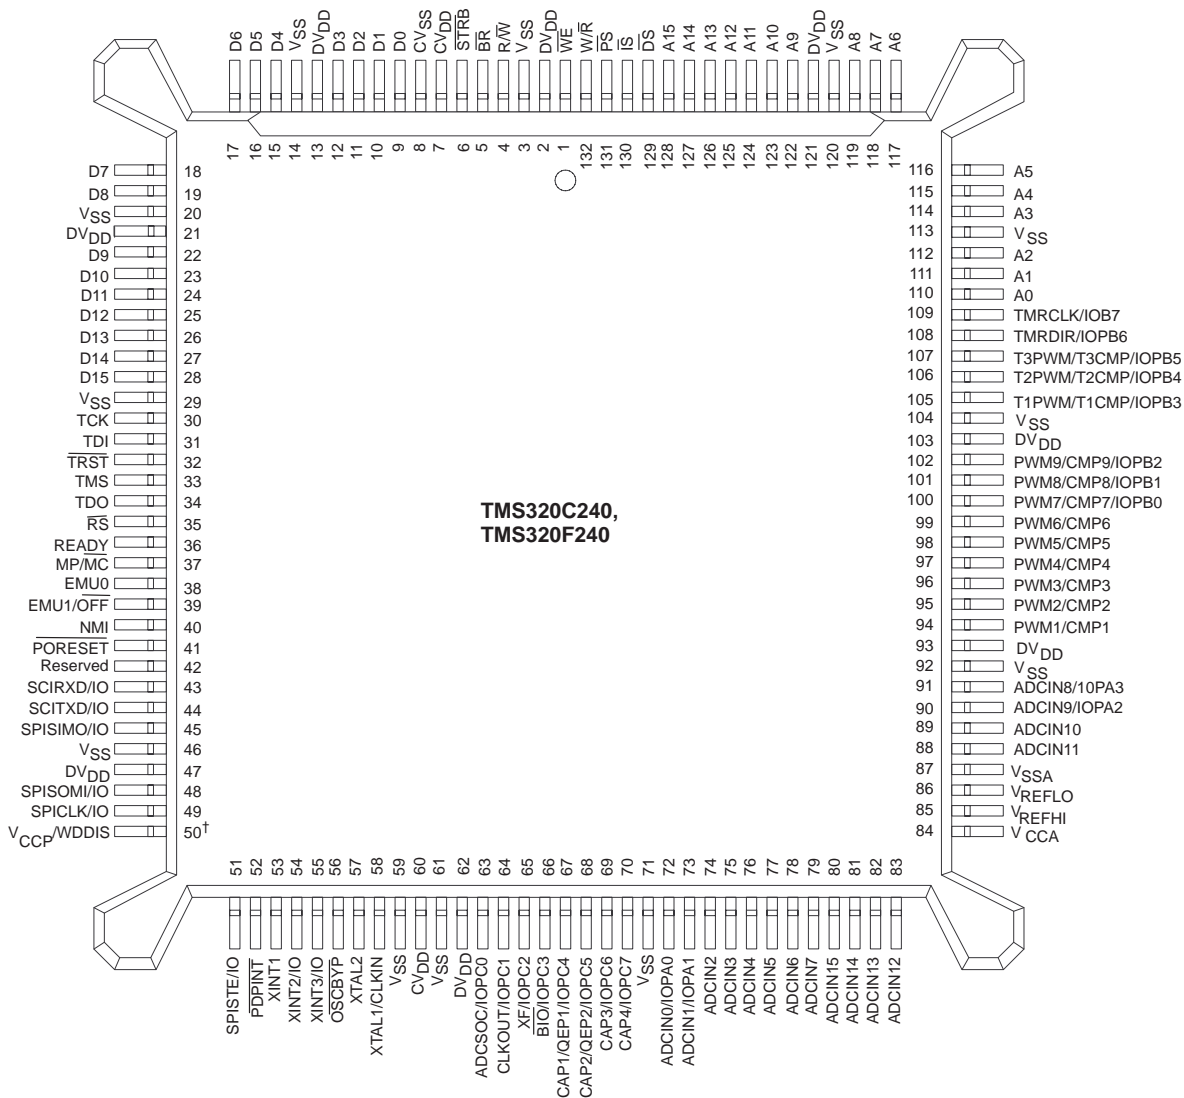 D6
D5
D4
VSS
DVDD
D3
D2
D1
D0
CVSS
CVDD
STRB
BR
R/W
VSS
DVDD
WE
W/R
PS
IS
DS
A15
A14
A13
A12
A11
A10
A9
DVDD
VSS
A8
A7
A6
17
16
15
14
13
12
11
10
9
8
7
6
5
4
3
2
1
132
131
130
129
128
127
126
125
124
123
122
121
120
119
118
117
D7 18
D8 19
VSS 20
DVDD 21
D9 22
D10 23
D11 24
D12 25
D13 26
D14 27
D15 28
VSS 29
TCK 30
TDI 31
TRST 32
TMS 33
TDO 34
RS 35
READY 36
MP/MC 37
EMU0 38
EMU1/OFF 39
NMI 40
PORESET 41
Reserved 42
SCIRXD/IO 43
SCITXD/IO 44
SPISIMO/IO 45
VSS 46
DVDD 47
SPISOMI/IO 48
SPICLK/IO 49
VCCP/WDDIS 50†
TMS320C240,
TMS320F240
116 A5
115 A4
114 A3
113 VSS
112 A2
111 A1
110 A0
109 TMRCLK/IOB7
108 TMRDIR/IOPB6
107 T3PWM/T3CMP/IOPB5
106 T2PWM/T2CMP/IOPB4
105 T1PWM/T1CMP/IOPB3
104 VSS
103 DVDD
102 PWM9/CMP9/IOPB2
101 PWM8/CMP8/IOPB1
100 PWM7/CMP7/IOPB0
99 PWM6/CMP6
98 PWM5/CMP5
97 PWM4/CMP4
96 PWM3/CMP3
95 PWM2/CMP2
94 PWM1/CMP1
93 DVDD
92 VSS
91 ADCIN8/10PA3
90 ADCIN9/IOPA2
89 ADCIN10
88 ADCIN11
87 VSSA
86 VREFLO
85 VREFHI
84 VCCA
51
52
53
54
55
56
57
58
59
60
61
62
63
64
65
66
67
68
69
70
71
72
73
74
75
76
77
78
79
80
81
82
83
SPISTE/IO
PDPINT
XINT1
XINT2/IO
XINT3/IO
OSCBYP
XTAL2
XTAL1/CLKIN
VSS
CVDD
VSS
DVDD
ADCSOC/IOPC0
CLKOUT/IOPC1
XF/IOPC2
BIO/IOPC3
CAP1/QEP1/IOPC4
CAP2/QEP2/IOPC5
CAP3/IOPC6
CAP4/IOPC7
VSS
ADCIN0/IOPA0
ADCIN1/IOPA1
ADCIN2
ADCIN3
ADCIN4
ADCIN5
ADCIN6
ADCIN7
ADCIN15
ADCIN14
ADCIN13
ADCIN12